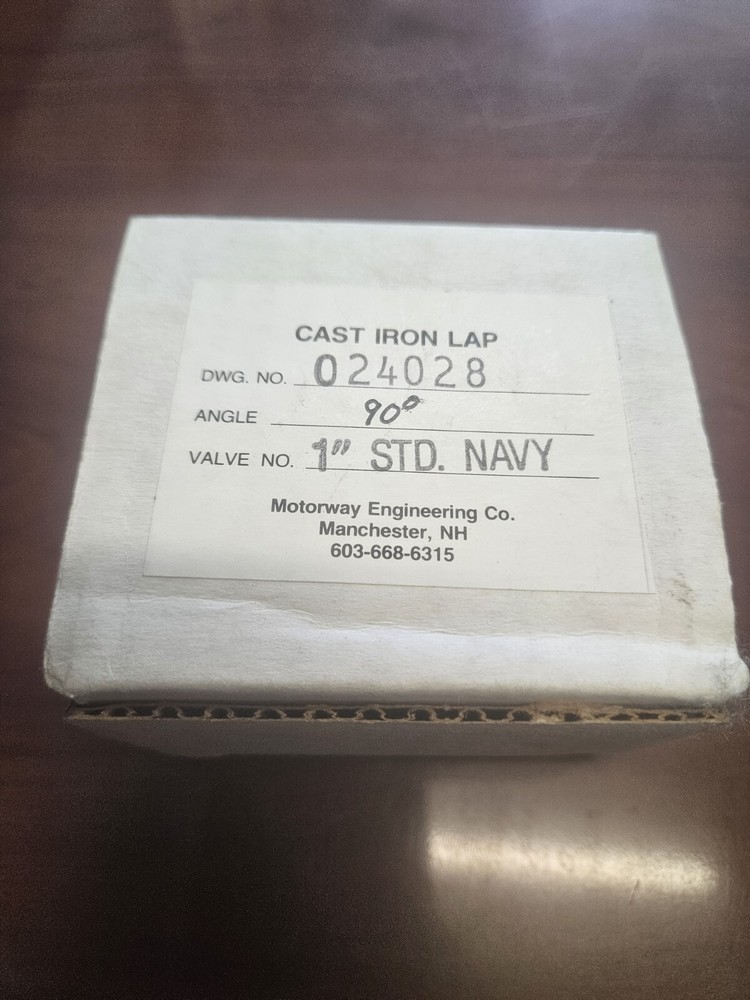 CAST IRON LAP
DWG. NO. 024028
ANGLE 90°
VALVE NO. 1" STD. NAVY
Motorway Engineering Co.
Manchester, NH
603-668-6315